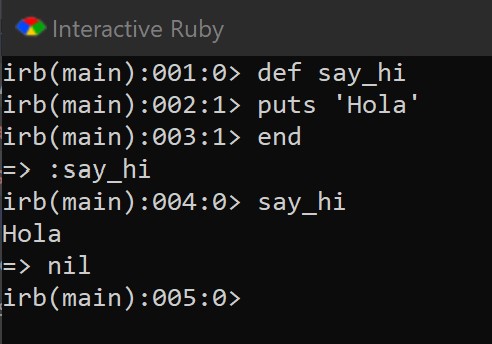 Interactive Ruby
irb(main):001:0> def say_hi
irb(main):002:1> puts 'Hola'
irb(main):003:1> end
=> :say_hi
irb(main):004:0> say_hi
Hola
=> nil
irb(main):005:0>